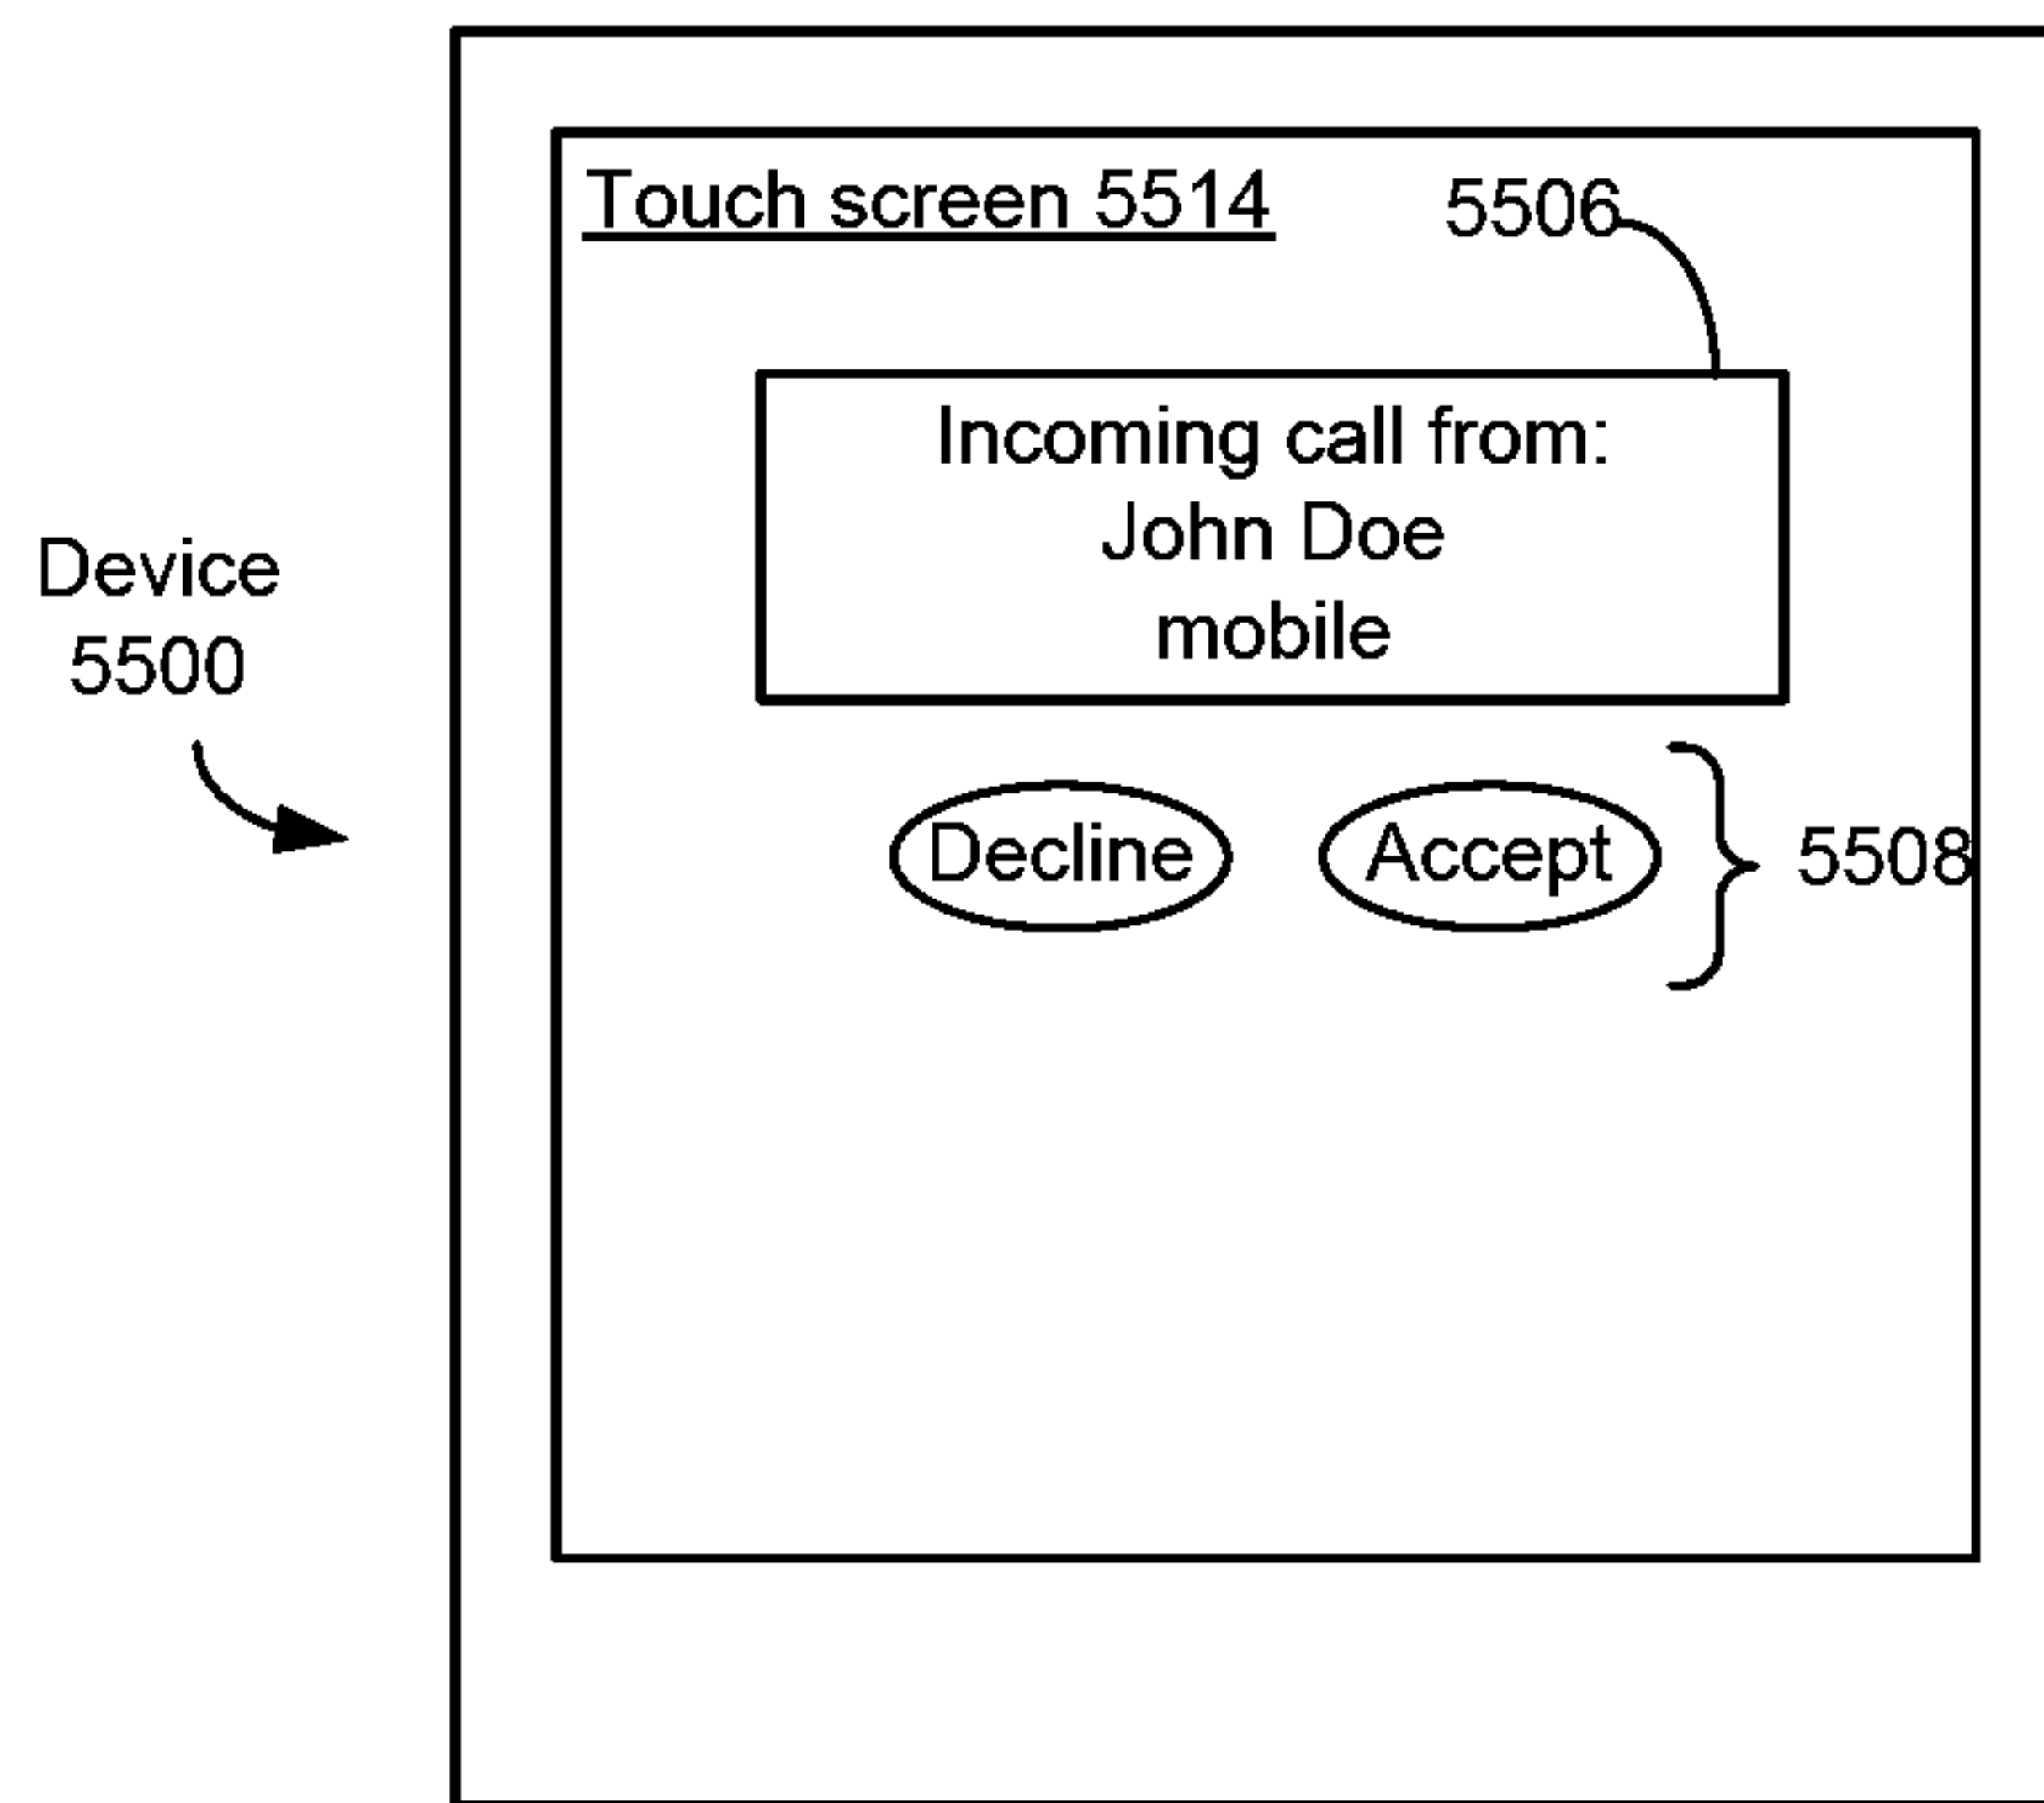 Touch screen 5514
5506
Incoming call from:
John Doe
mobile
Device
5500
Decline
Accept
5508